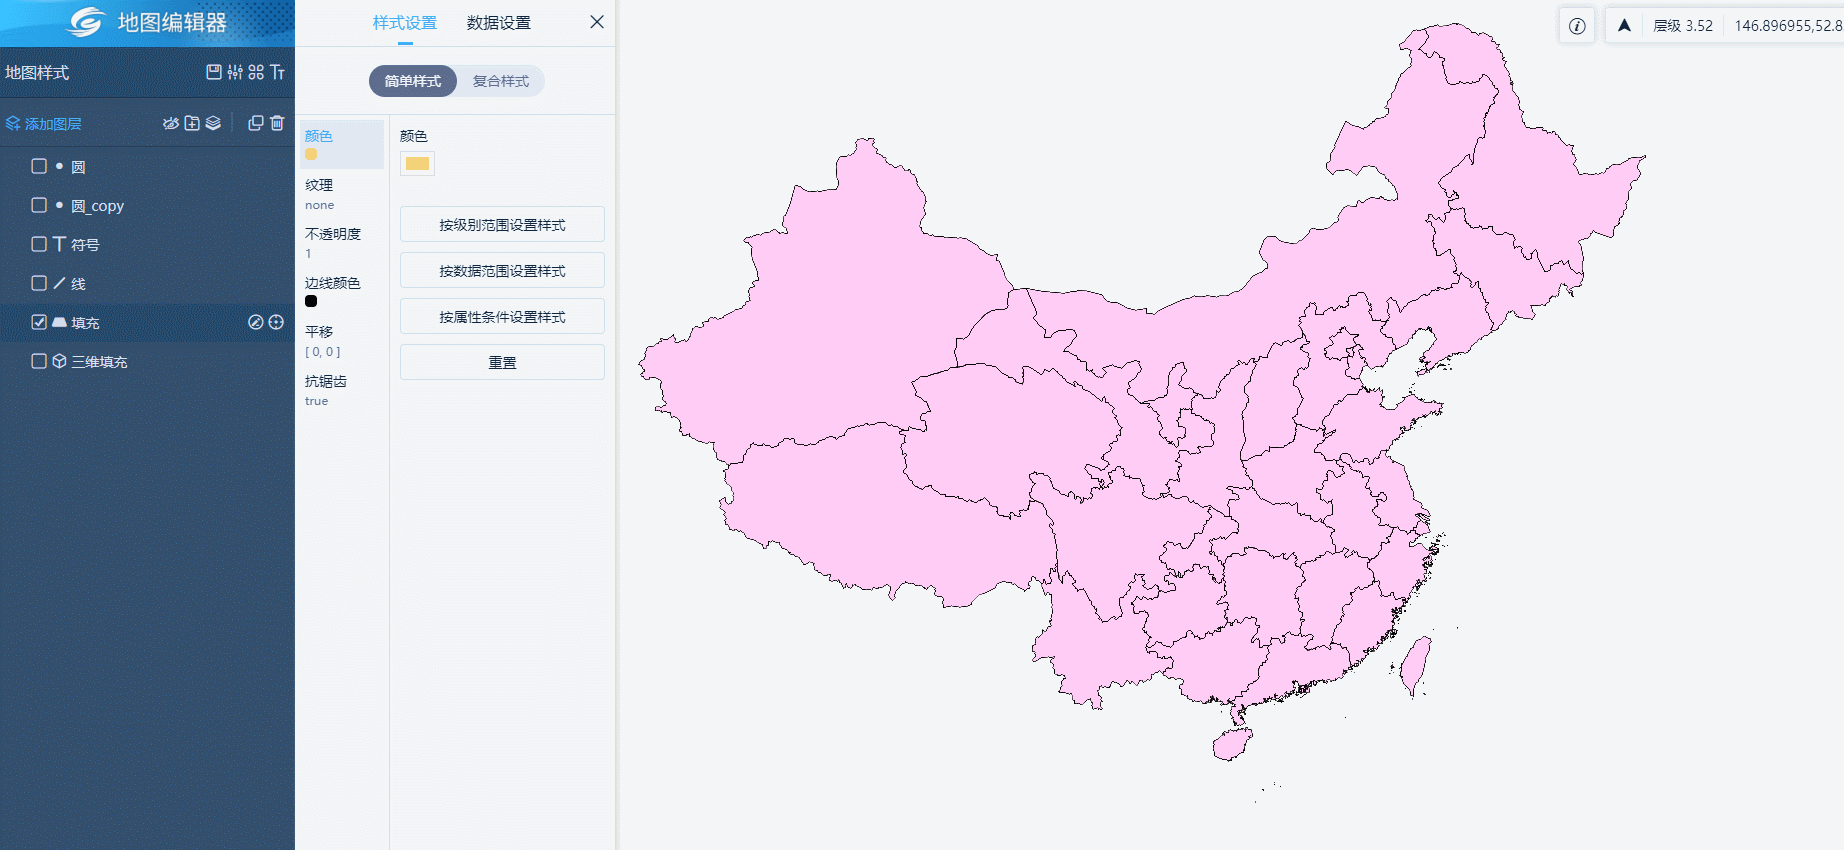 地图编辑器
地图样式
添加图层
圆
圆_copy
符号
线
填充
三维填充
样式设置
数据设置
简单样式
复合样式
颜色
纹理
none
不透明度
1
边线颜色
平移
[ 0, 0 ]
抗锯齿
true
颜色
按级别范围设置样式
按数据范围设置样式
按属性条件设置样式
重置
层级 3.52
146.896955,52.8